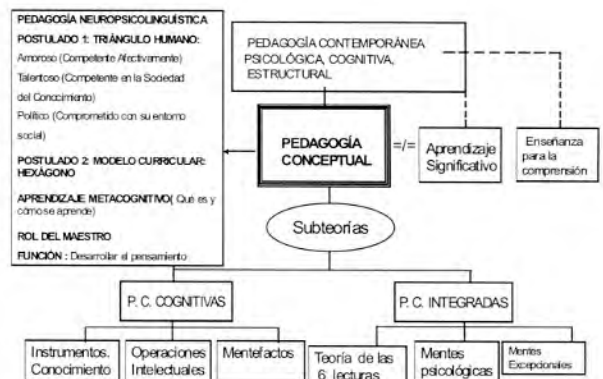 PEDAGOGÍA NEUROPSICOLINGUÍSTICA
POSTULADO 1: TRIÁNGULO HUMANO:
Amoroso (Competente Afectivamente)
Talentoso (Competente en la Sociedad
del Conocimiento)
Político (Comprometido con su entorno
social)
POSTULADO 2: MODELO CURRICULAR:
HEXÁGONO
APRENDIZAJE METACOGNITIVO( Qué es y
cómo se aprende)
ROL DEL MAESTRO
FUNCIÓN : Desarrollar el pensamiento
PEDAGOGÍA CONTEMPORÁNEA
PSICOLÓGICA, COGNITIVA,
ESTRUCTURAL
PEDAGOGÍA
CONCEPTUAL
=/=
Aprendizaje
Significativo
Enseñanza
para la
comprensión
Subteorías
P. C. COGNITIVAS
P. C. INTEGRADAS
Instrumentos.
Conocimiento
Operaciones
Intelectuales
Mentefactos
Teoría de las
6 lecturas
Mentes
psicológicas
Mentes
Excepcionales